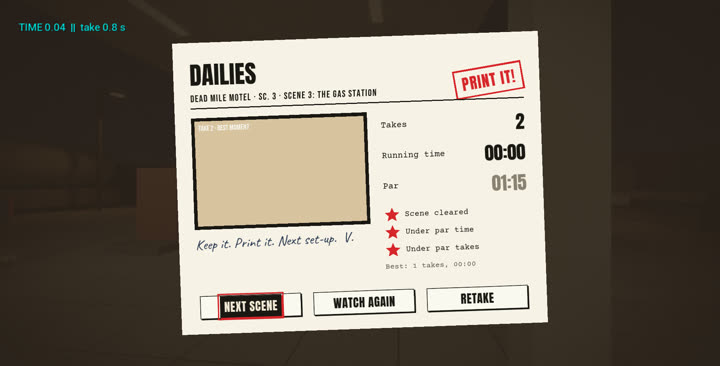 TIME 0.04 || take 0.8 s
DAILIES
PRINT IT!
DEAD MILE MOTEL · SC. 3 · SCENE 3: THE GAS STATION
TAKE 2 · BEST MOMENT
Takes 2
Running time 00:00
Par 01:15
Scene cleared
Under par time
Under par takes
Best: 1 takes, 00:00
Keep it. Print it. Next set-up. V.
NEXT SCENE
WATCH AGAIN
RETAKE